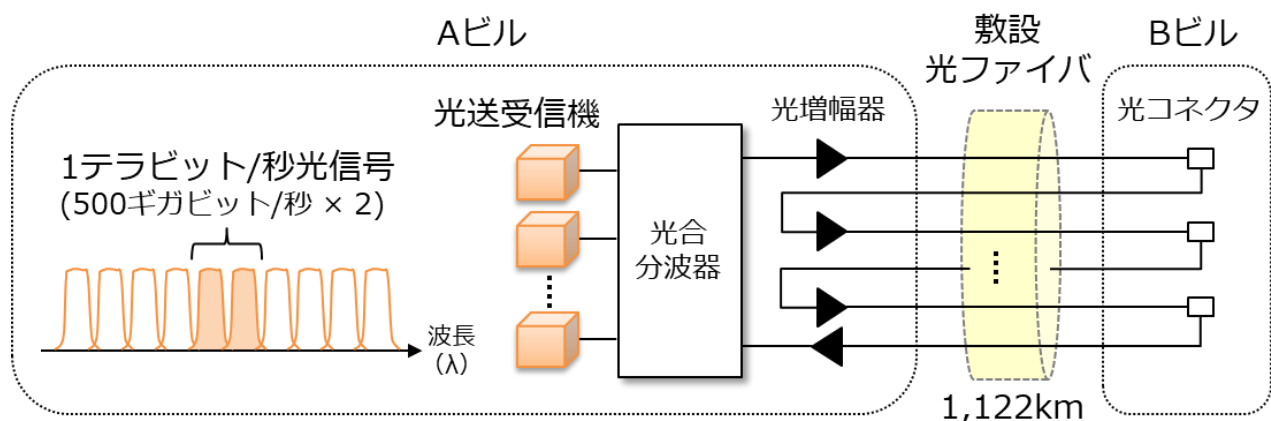 Aビル
敷設
光ファイバ
Bビル
光送受信機
光増幅器
光コネクタ
1テラビット/秒光信号
(500ギガビット/秒 × 2)
光合
分波器
波長
(λ)
1,122km